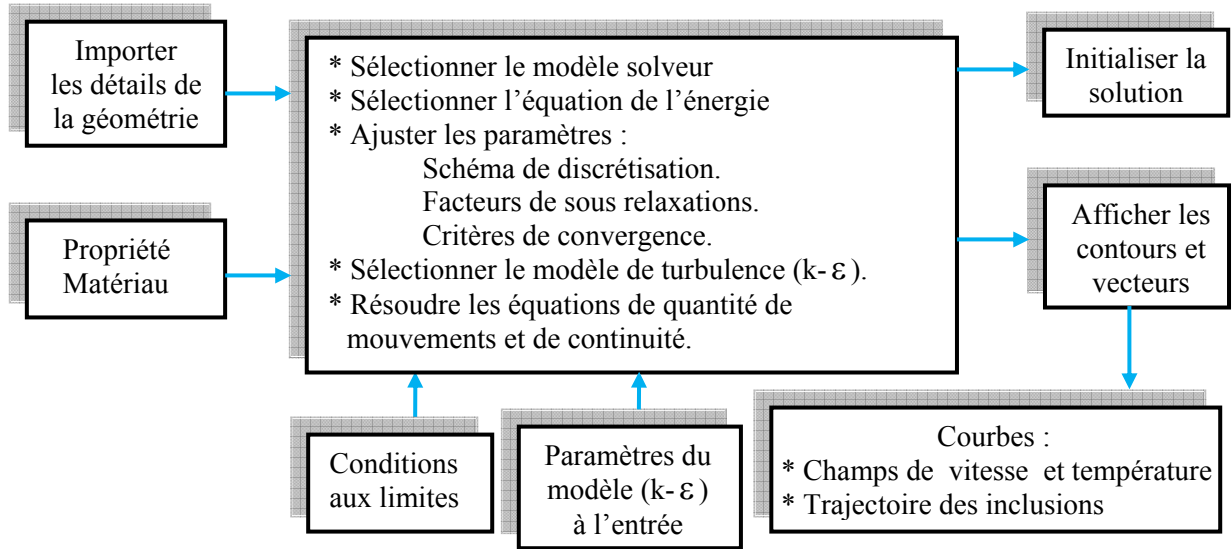 Importer
les détails de
la géométrie
Propriété
Matériau
* Sélectionner le modèle solveur
* Sélectionner l’équation de l’énergie
* Ajuster les paramètres :
Schéma de discrétisation.
Facteurs de sous relaxations.
Critères de convergence.
* Sélectionner le modèle de turbulence (k- ε ).
* Résoudre les équations de quantité de
mouvements et de continuité.
Initialiser la
solution
Afficher les
contours et
vecteurs
Conditions
aux limites
Paramètres du
modèle (k- ε )
à l’entrée
Courbes :
* Champs de vitesse et température
* Trajectoire des inclusions